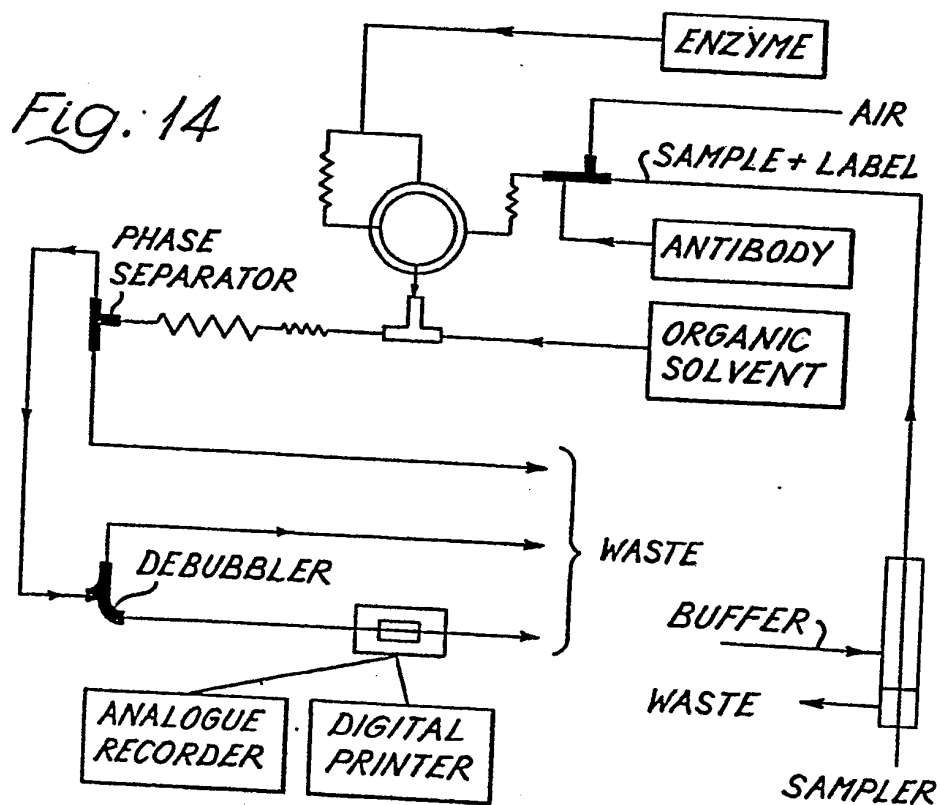 ENZYME
Fig. 14
AIR
SAMPLE + LABEL
PHASE
SEPARATOR
ANTIBODY
ORGANIC
SOLVENT
WASTE
DEBUBBLER
BUFFER
ANALOGUE
RECORDER
DIGITAL
PRINTER
WASTE
SAMPLER